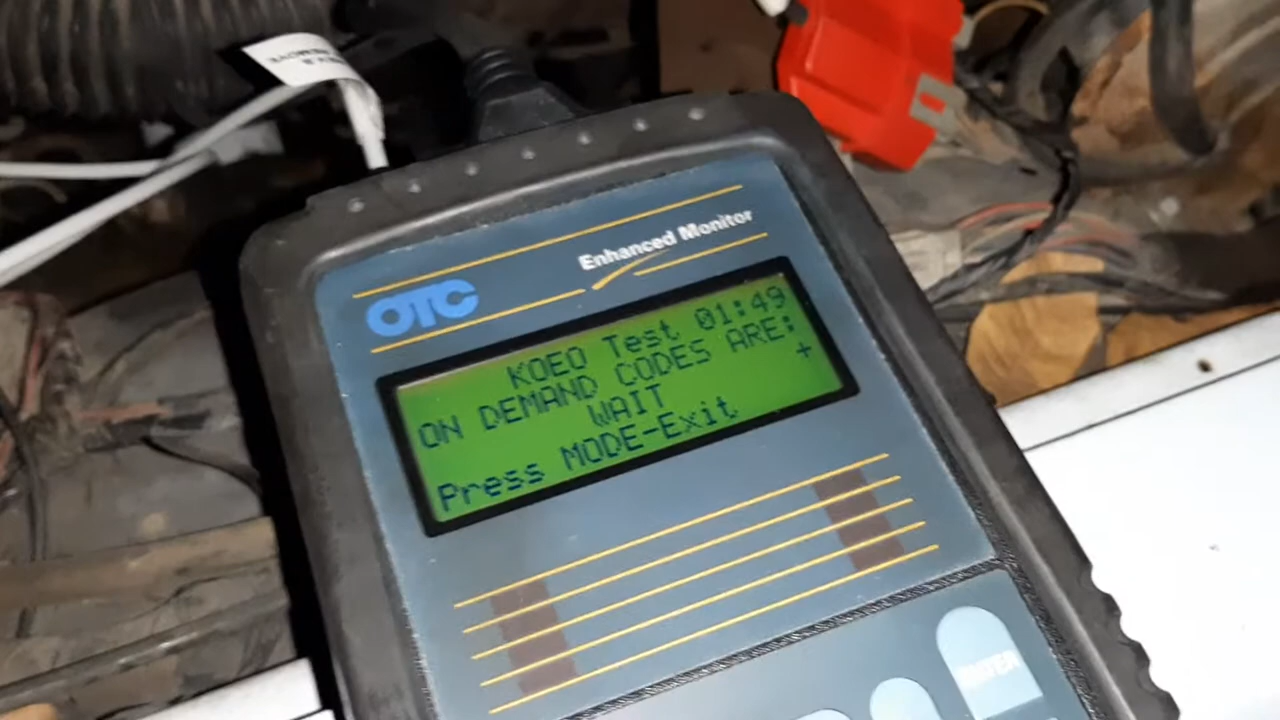 OTC
Enhanced Monitor
KOEO Test 01:49
ON DEMAND CODES ARE:
WAIT +
Press MODE-Exit
ENTER